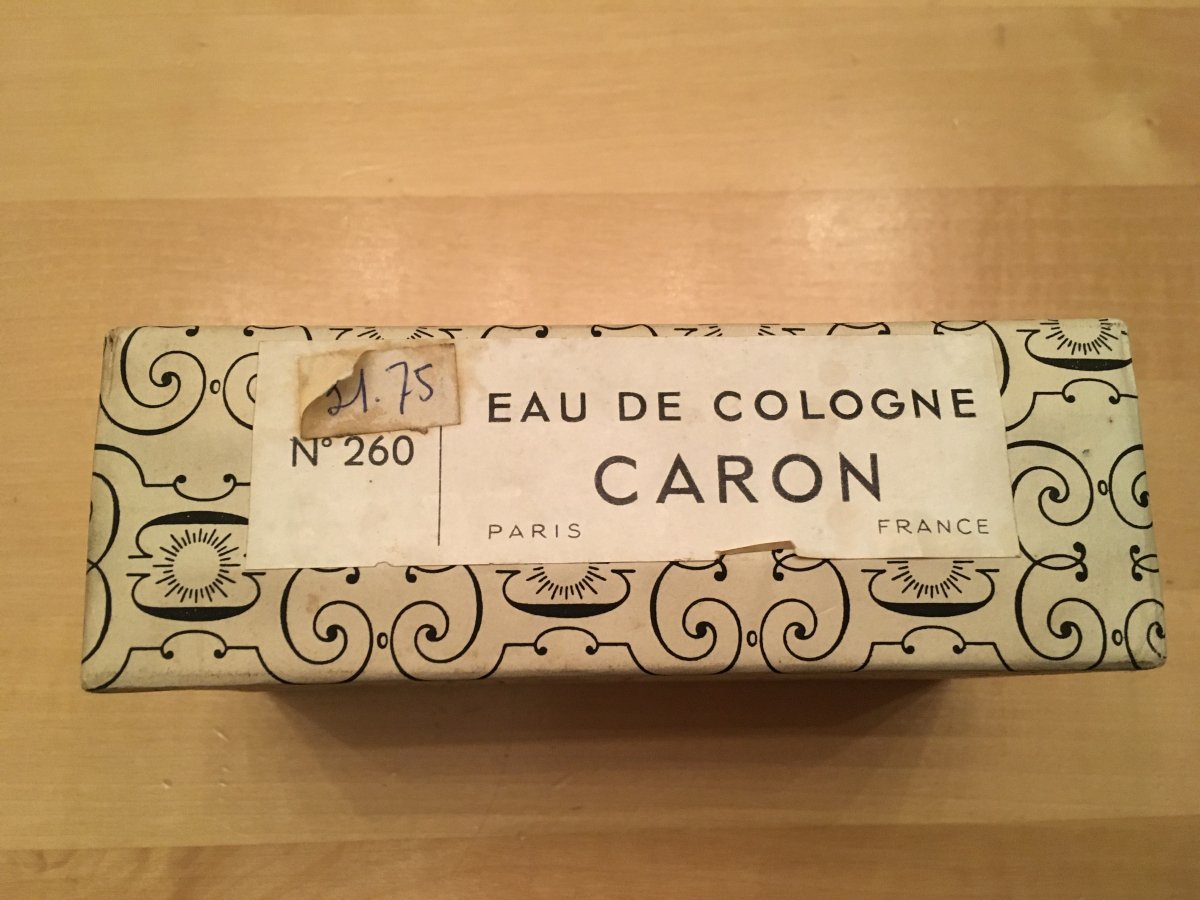 21.75
N° 260
EAU DE COLOGNE
CARON
PARIS FRANCE